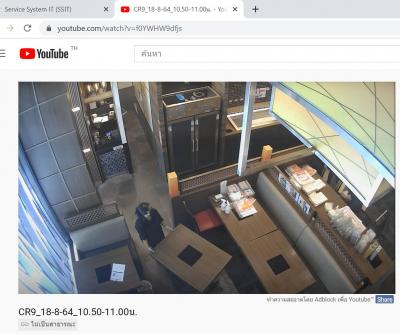 Service System IT (SSIT)
CR9_18-8-64_10.50-11.00น. - You
youtube.com/watch?v=f0YWHW9dfjs
YouTube TH
ค้นหา
ทำความสะอาดโดย Adblock เพื่อ Youtube™ Share
CR9_18-8-64_10.50-11.00น.
ไม่เป็นสาธารณะ